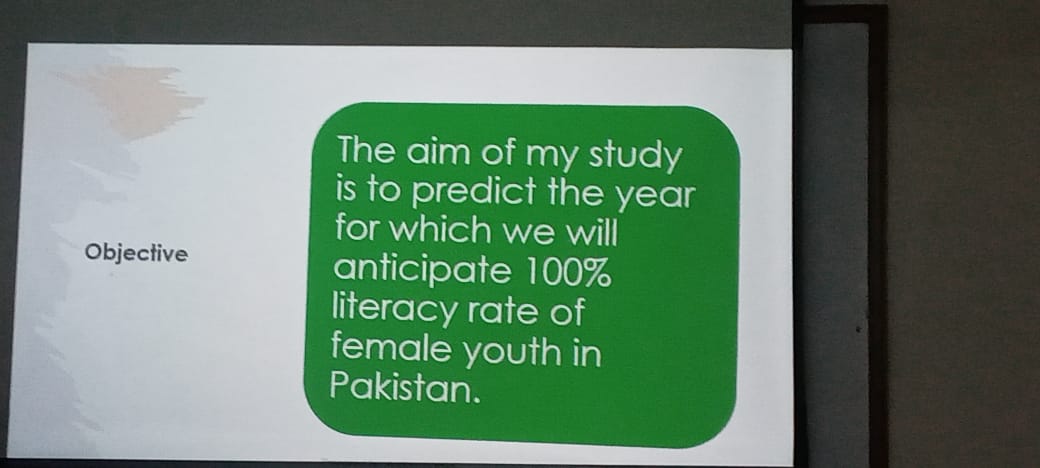 Objective
The aim of my study
is to predict the year
for which we will
anticipate 100%
literacy rate of
female youth in
Pakistan.